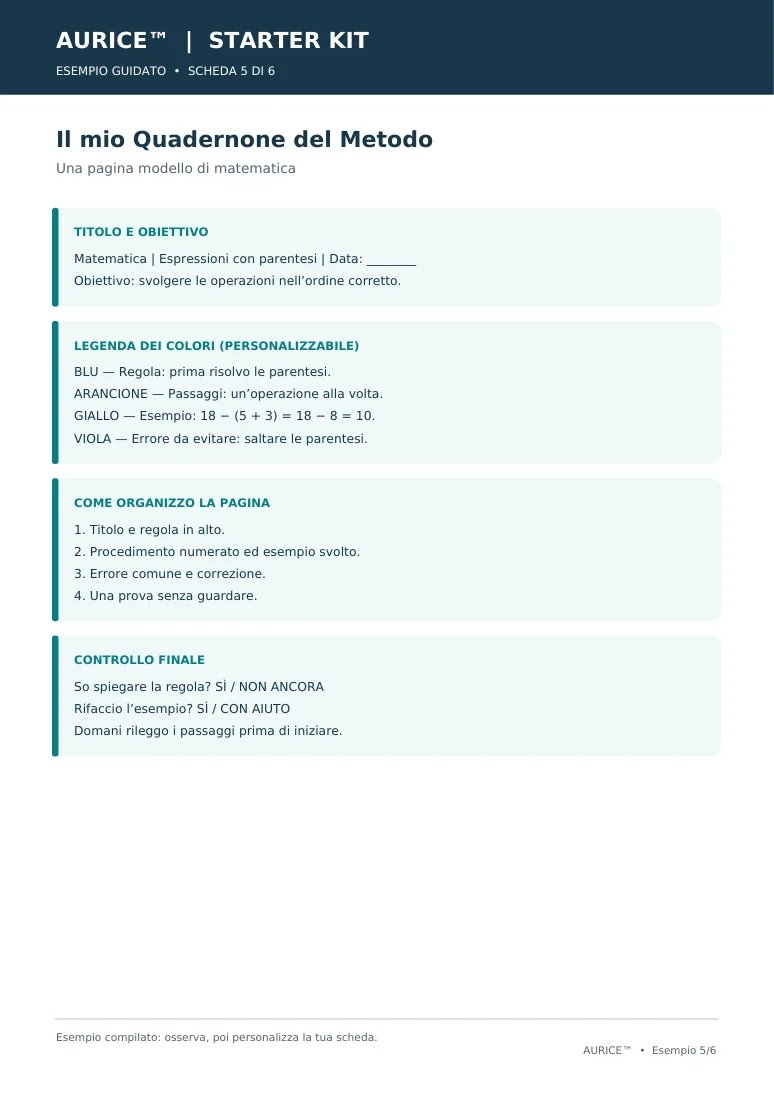 AURICE™ | STARTER KIT
ESEMPIO GUIDATO • SCHEDA 5 DI 6
Il mio Quadernone del Metodo
Una pagina modello di matematica
TITOLO E OBIETTIVO
Matematica | Espressioni con parentesi | Data: ________
Obiettivo: svolgere le operazioni nell’ordine corretto.
LEGENDA DEI COLORI (PERSONALIZZABILE)
BLU — Regola: prima risolvo le parentesi.
ARANCIONE — Passaggi: un’operazione alla volta.
GIALLO — Esempio: 18 − (5 + 3) = 18 − 8 = 10.
VIOLA — Errore da evitare: saltare le parentesi.
COME ORGANIZZO LA PAGINA
1. Titolo e regola in alto.
2. Procedimento numerato ed esempio svolto.
3. Errore comune e correzione.
4. Una prova senza guardare.
CONTROLLO FINALE
So spiegare la regola? SÌ / NON ANCORA
Rifaccio l’esempio? SÌ / CON AIUTO
Domani rileggo i passaggi prima di iniziare.
Esempio compilato: osserva, poi personalizza la tua scheda.
AURICE™ • Esempio 5/6